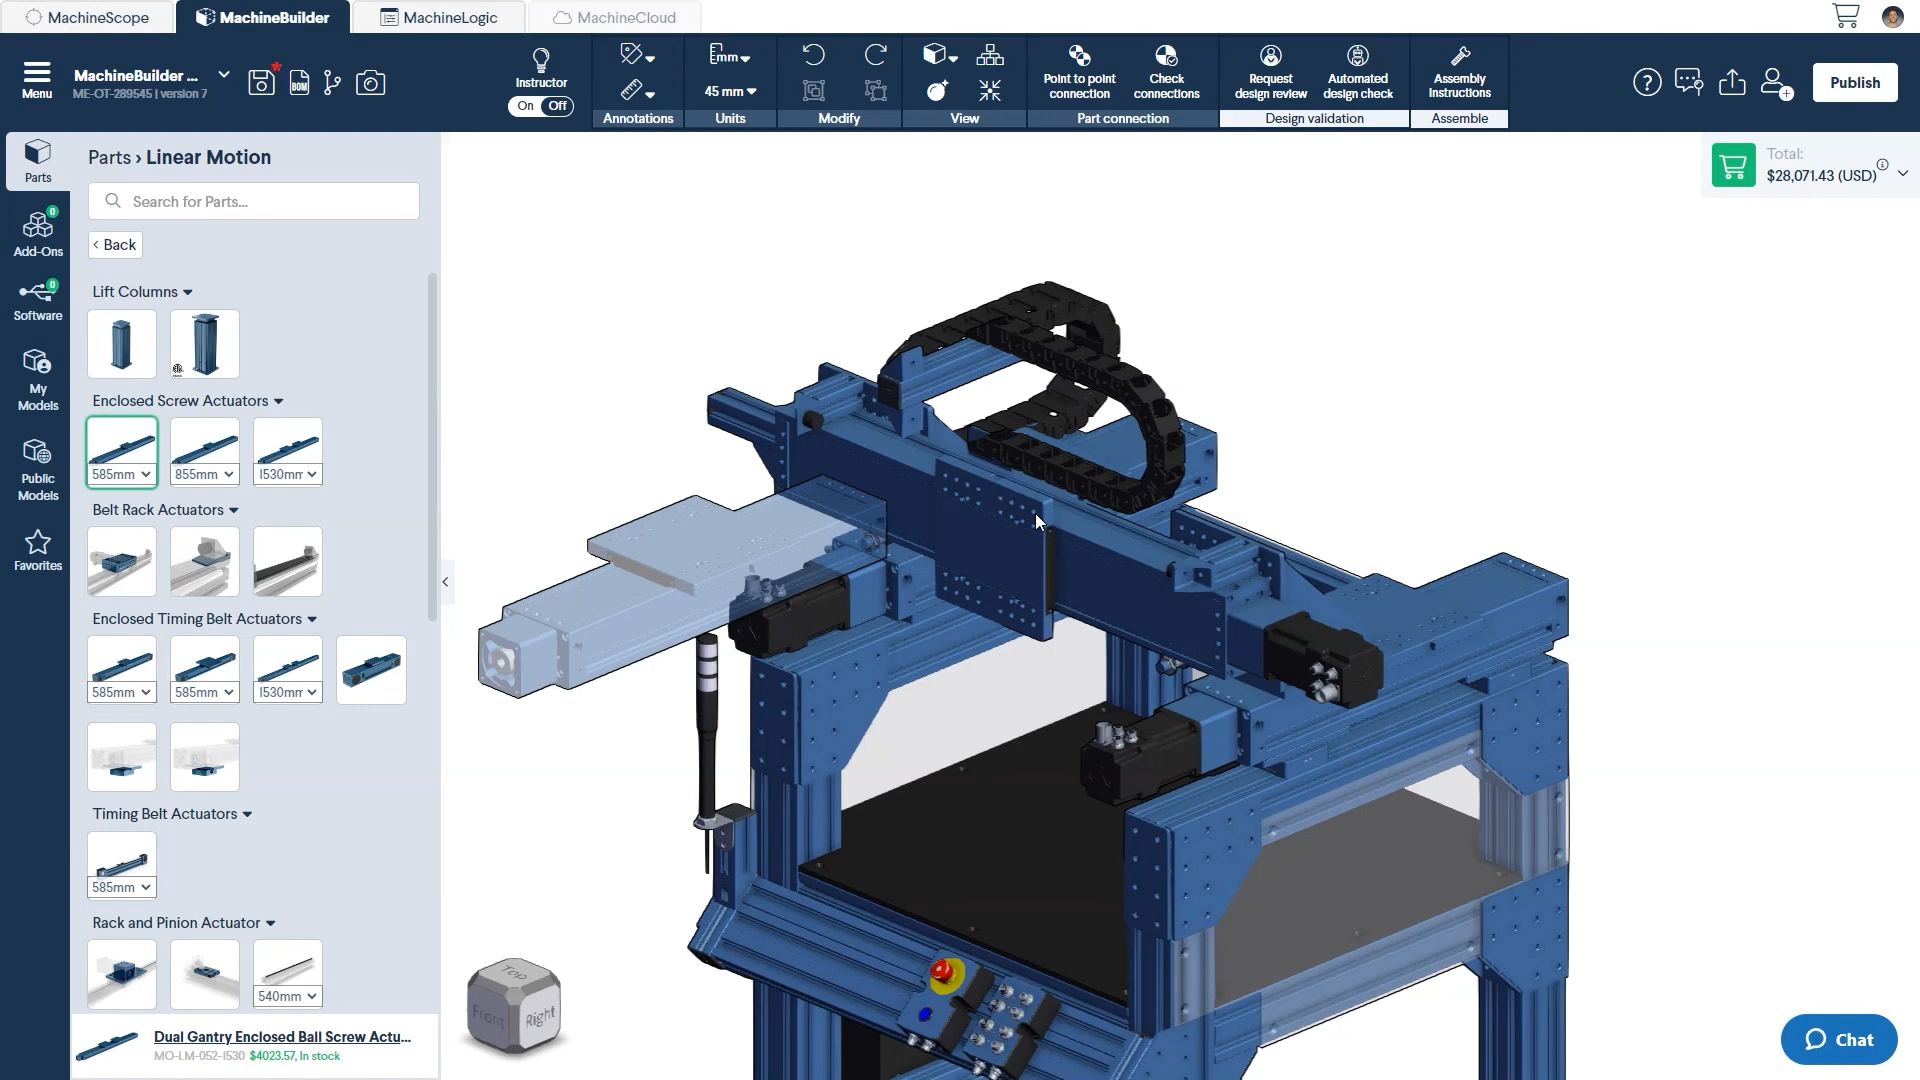 MachineScope
MachineBuilder
MachineLogic
MachineCloud
Menu
MachineBuilder ...
ME-OT-289545 | version 7
BOM
Instructor
On Off
Annotations
mm
45 mm
Units
Modify
View
Point to point
connection
Check
connections
Part connection
Request
design review
Automated
design check
Design validation
Assembly
Instructions
Assemble
Publish
Parts
Add-Ons
0
Software
0
My
Models
Public
Models
Favorites
Parts › Linear Motion
Search for Parts...
Back
Lift Columns
Enclosed Screw Actuators
585mm
855mm
1530mm
Belt Rack Actuators
Enclosed Timing Belt Actuators
585mm
585mm
1530mm
Timing Belt Actuators
585mm
Rack and Pinion Actuator
540mm
Dual Gantry Enclosed Ball Screw Actu...
MO-LM-052-1530 $4023.57, In stock
Total:
$28,071.43 (USD)
Top
Front
Right
Chat